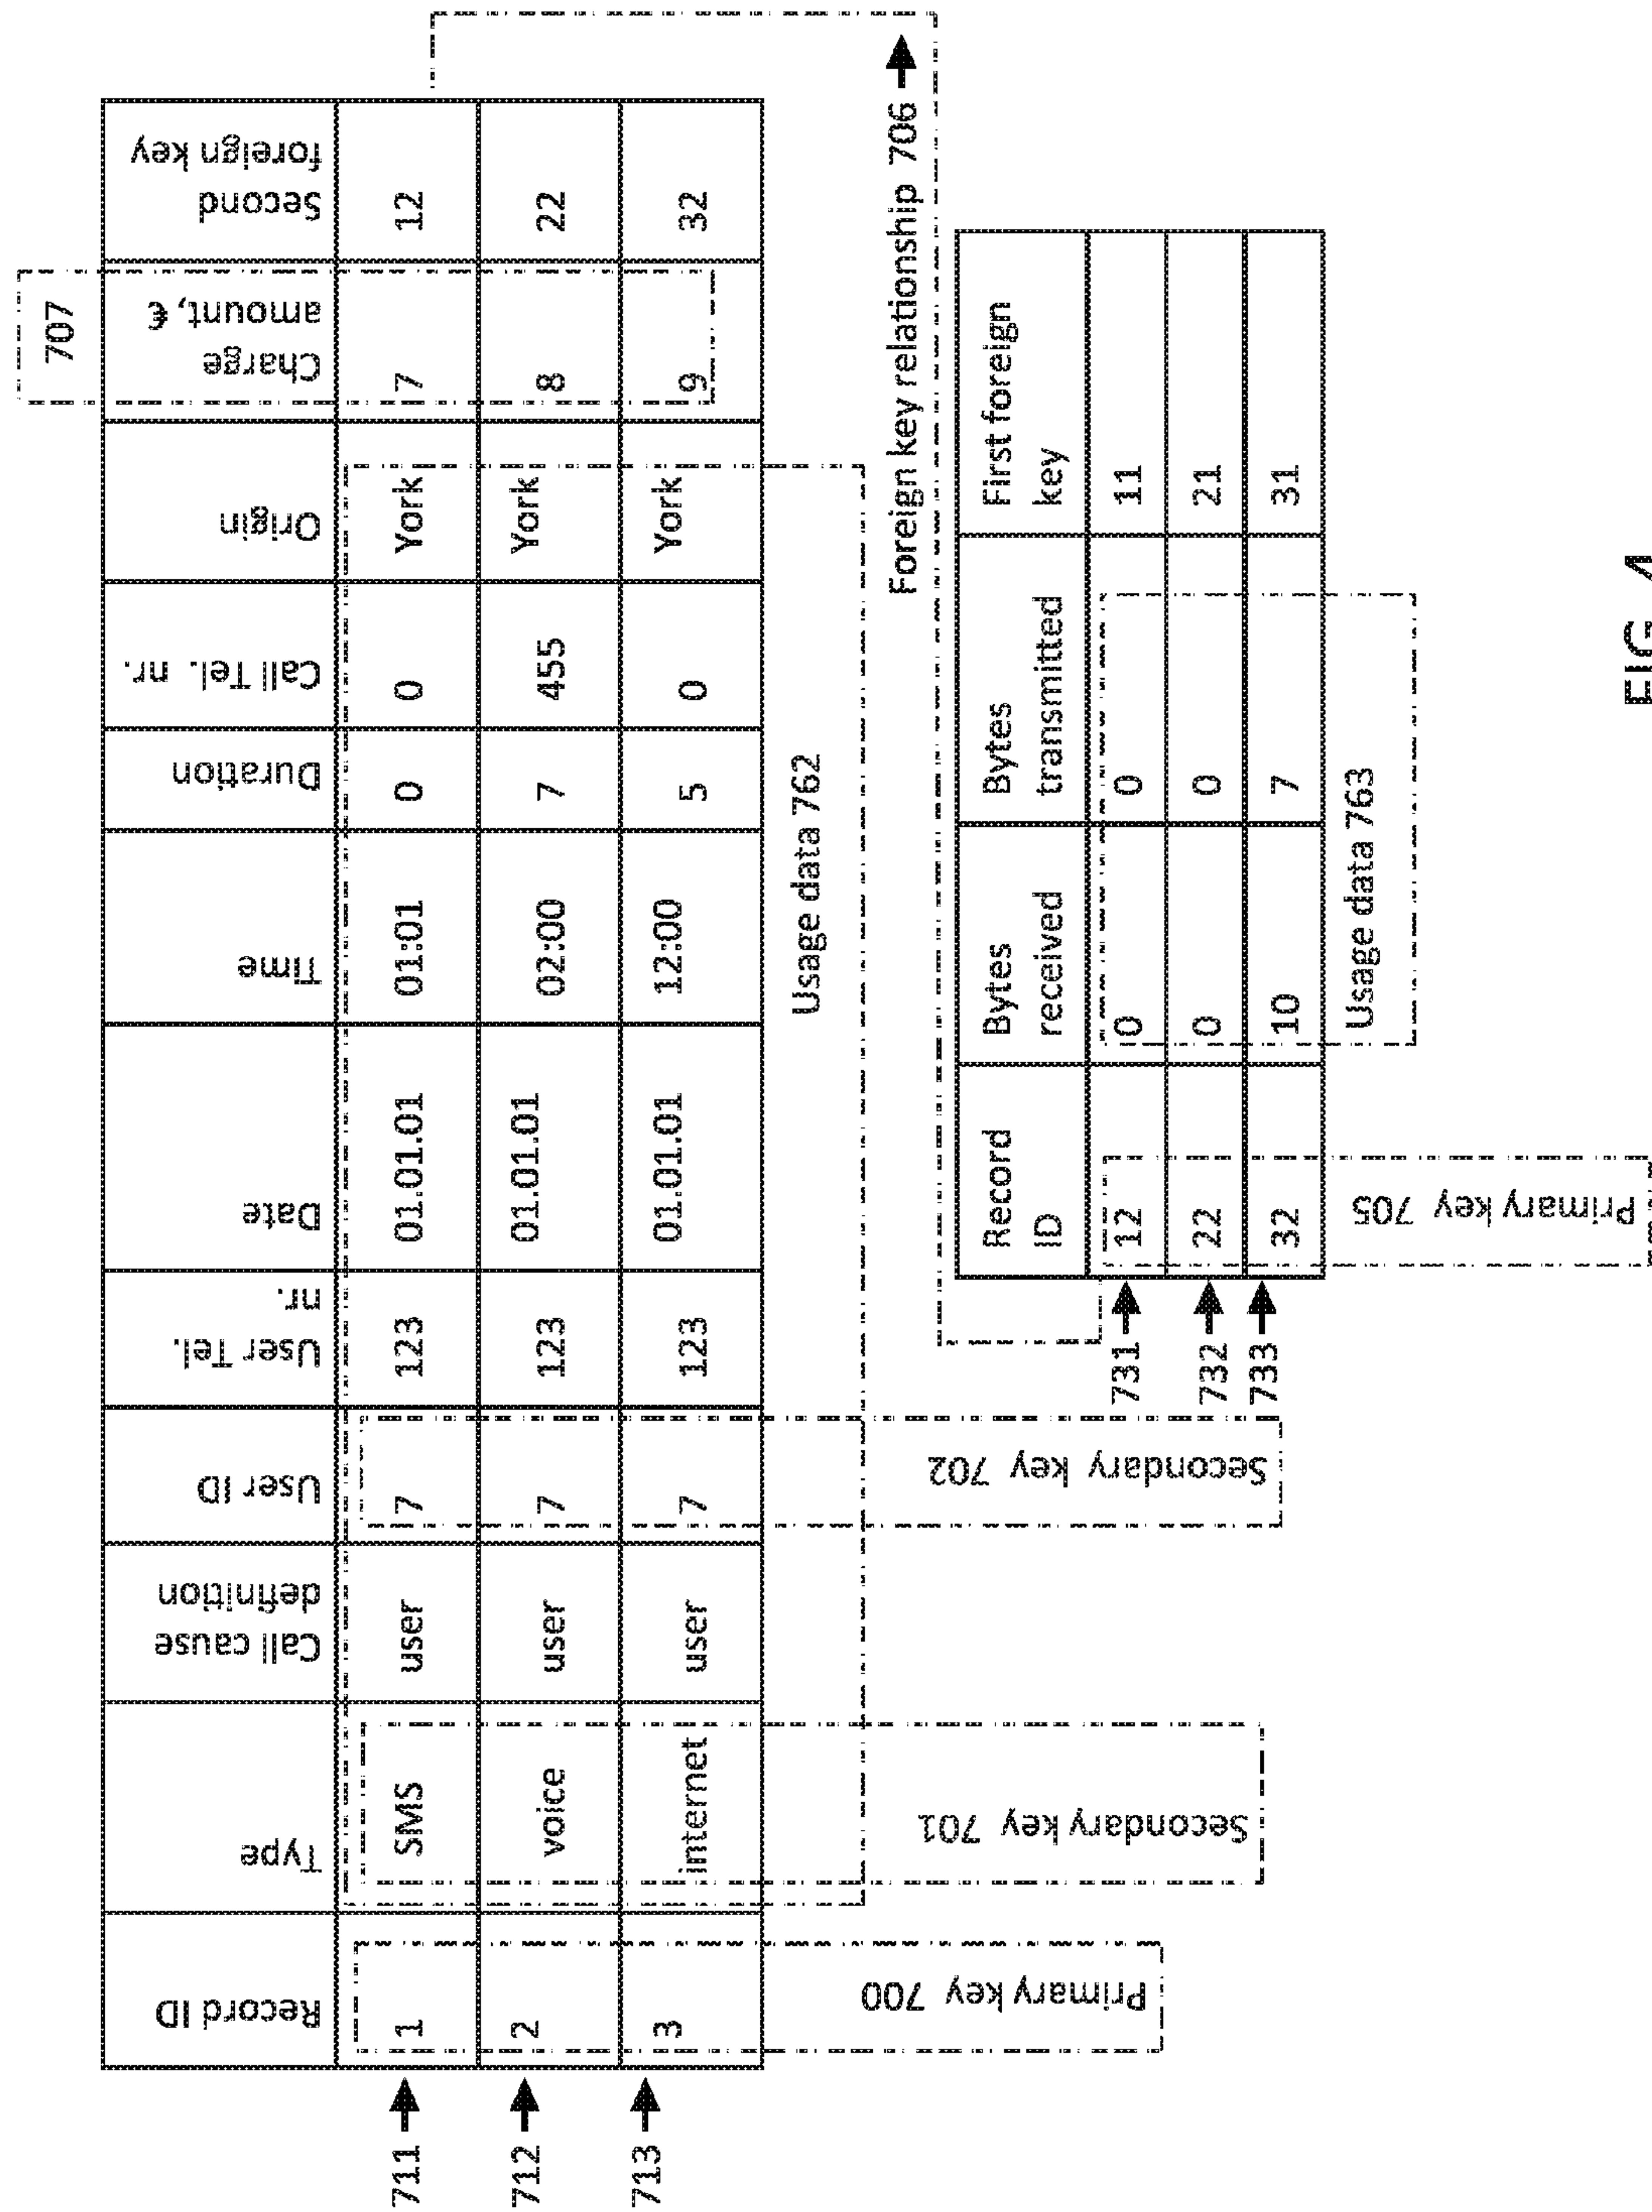 707
Record ID
Type
Call cause
definition
User ID
User Tel.
nr.
Date
Time
Duration
Call Tel. nr.
Origin
Charge
amount, €
Second
foreign key
711
1
SMS
user
7
123
01.01.01
01:01
0
0
York
7
12
712
2
voice
user
7
123
01.01.01
02:00
7
455
York
8
22
713
3
internet
user
7
123
01.01.01
12:00
5
0
York
9
32
Usage data 762
Primary key 700
Secondary key 701
Secondary key 702
Foreign key relationship 706
Record
ID
Bytes
received
Bytes
transmitted
First foreign
key
731
12
0
0
11
732
22
0
0
21
733
32
10
7
31
Usage data 763
Primary key 705
FIG. 4